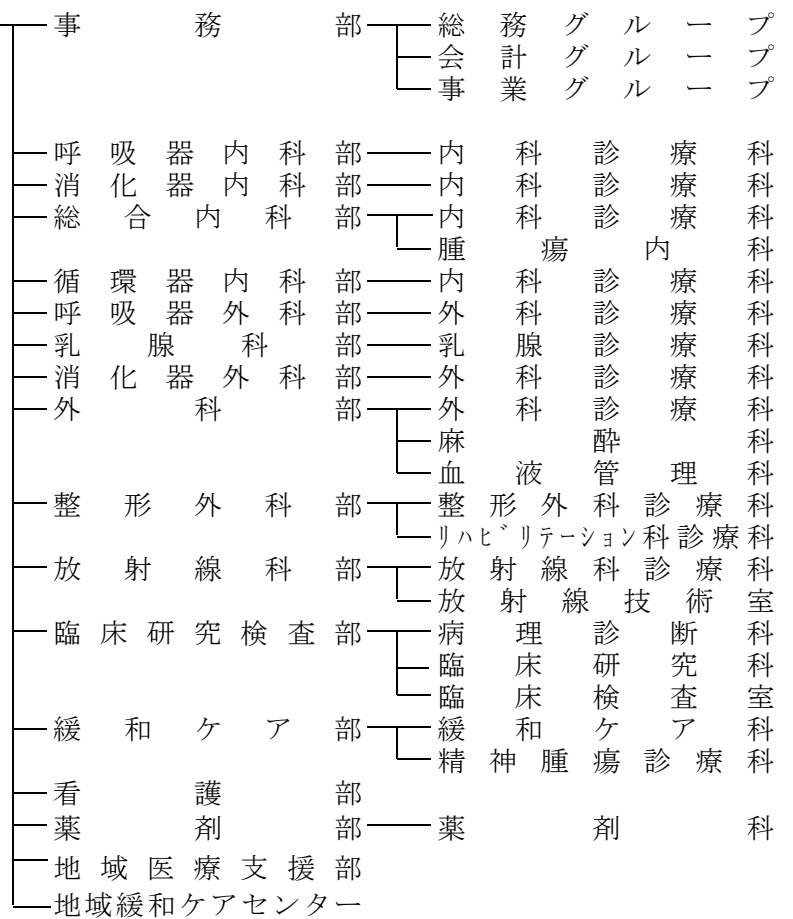 事務部 総務グループ
会計グループ
事業グループ
呼吸器内科部 内科診療科
消化器内科部 内科診療科
総合内科部 内科診療科
腫瘍内科
循環器内科部 内科診療科
呼吸器外科部 外科診療科
乳腺科部 乳腺診療科
消化器外科部 外科診療科
外科部 外科診療科
麻酔科
血液管理科
整形外科部 整形外科診療科
ﾘﾊﾋﾞﾘﾃｰｼｮﾝ科診療科
放射線科部 放射線科診療科
放射線技術室
臨床研究検査部 病理診断科
臨床研究科
臨床検査室
緩和ケア部 緩和ケア科
精神腫瘍診療科
看護部
薬剤部 薬剤科
地域医療支援部
地域緩和ケアセンター